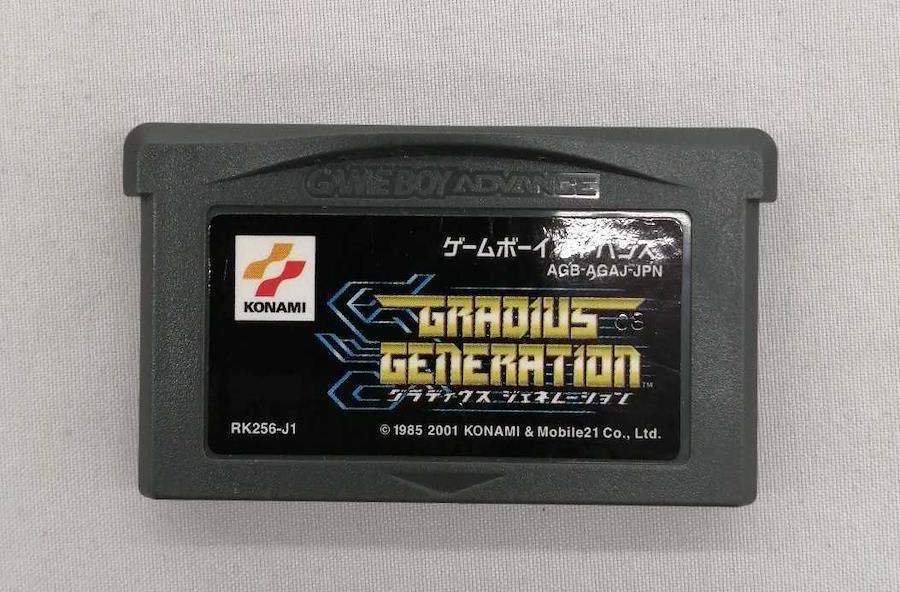 GAME BOY ADVANCE
ゲームボーイアドバンス
AGB-AGAJ-JPN
KONAMI
GRADIUS
03
GENERATION™
グラディウス ジェネレーション
RK256-J1
© 1985 2001 KONAMI & Mobile21 Co., Ltd.